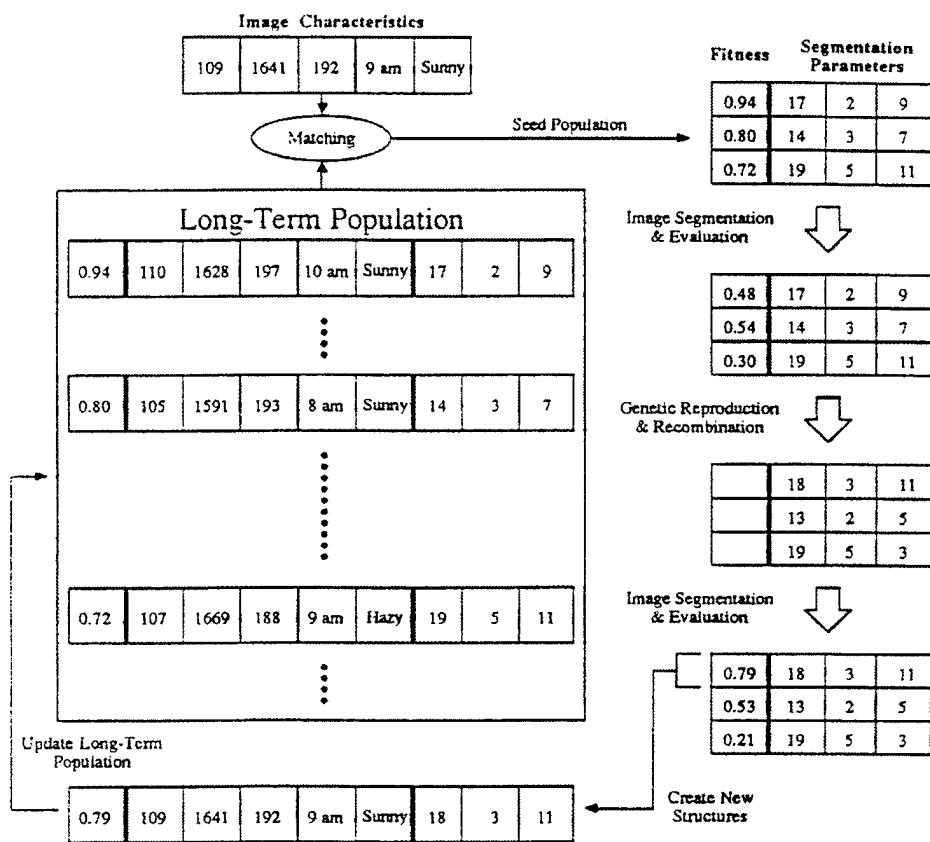 Image Characteristics
109 1641 192 9 am Sunny
Matching
Seed Population
Fitness
Segmentation
Parameters
0.94 17 2 9
0.80 14 3 7
0.72 19 5 11
Image Segmentation
& Evaluation
0.48 17 2 9
0.54 14 3 7
0.30 19 5 11
Genetic Reproduction
& Recombination
18 3 11
13 2 5
19 5 3
Image Segmentation
& Evaluation
0.79 18 3 11
0.53 13 2 5
0.21 19 5 3
Long-Term Population
0.94 110 1628 197 10 am Sunny 17 2 9
0.80 105 1591 193 8 am Sunny 14 3 7
0.72 107 1669 188 9 am Hazy 19 5 11
Update Long-Term
Population
Create New
Structures
0.79 109 1641 192 9 am Sunny 18 3 11